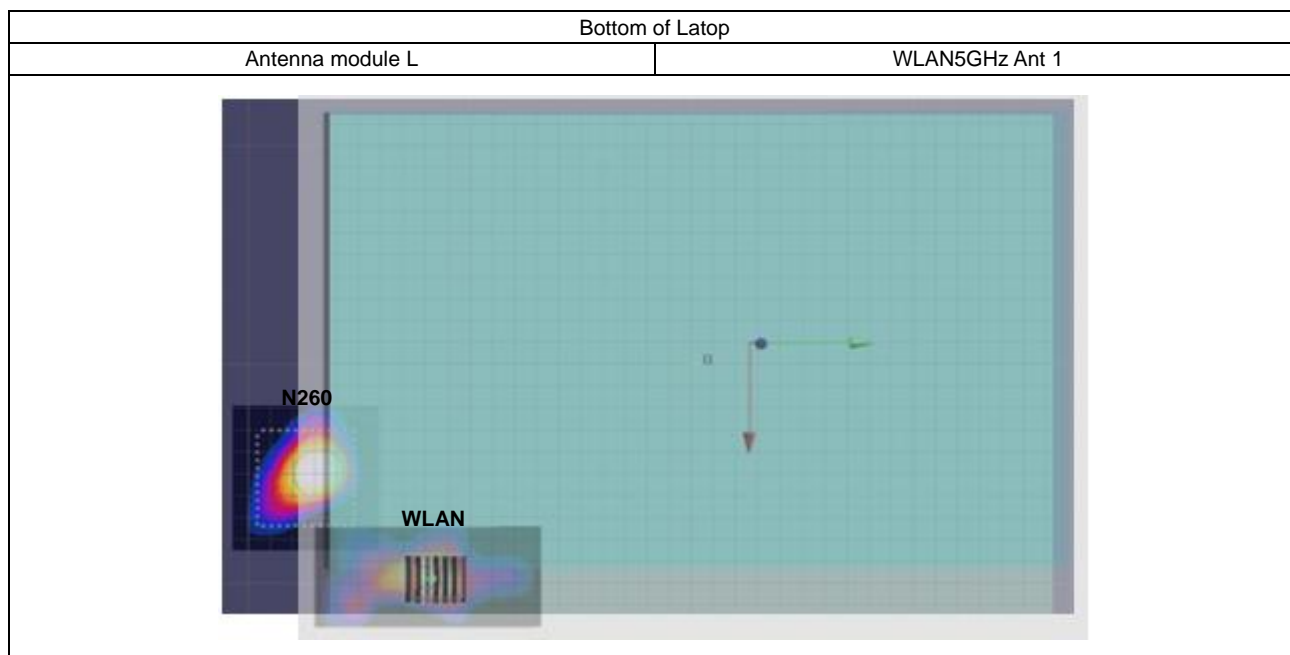 Bottom of Latop
Antenna module L
WLAN5GHz Ant 1
N260
WLAN